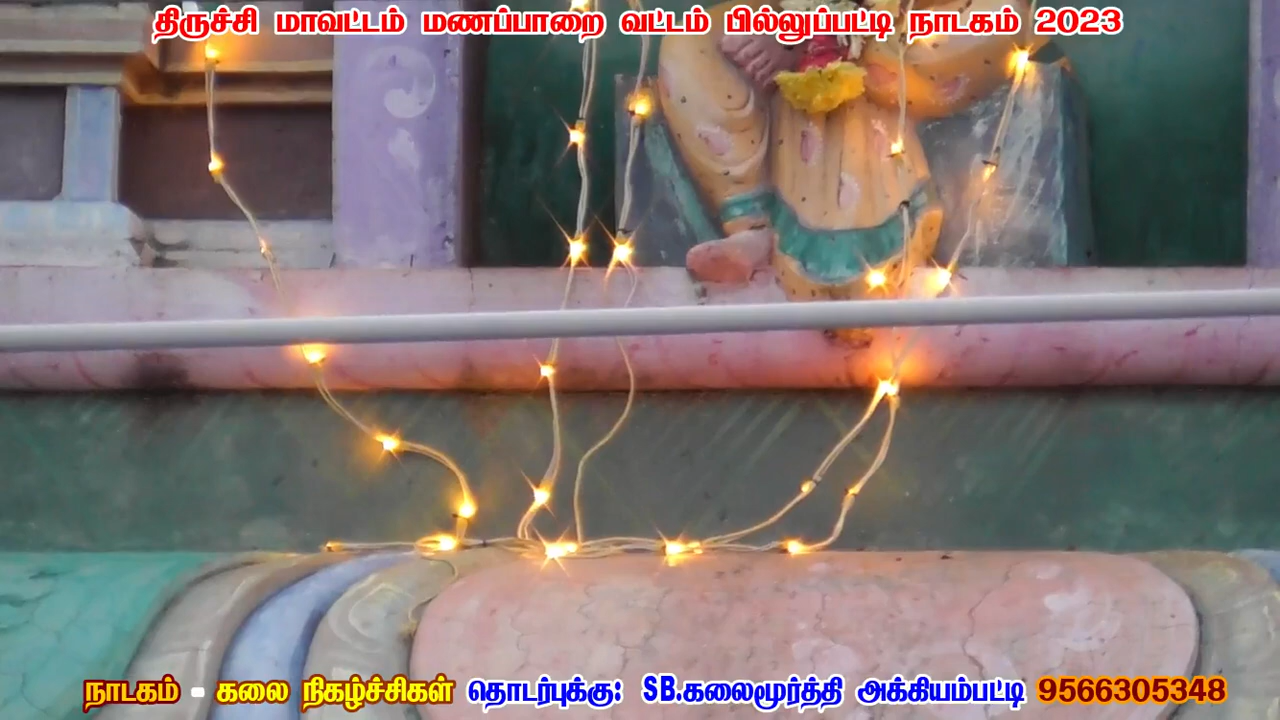 திருச்சி மாவட்டம் மணப்பாறை வட்டம் பில்லுப்பட்டி நாடகம் 2023
நாடகம் - கலை நிகழ்ச்சிகள் தொடர்புக்கு: SB.கலைமூர்த்தி அக்கியம்பட்டி 9566305348